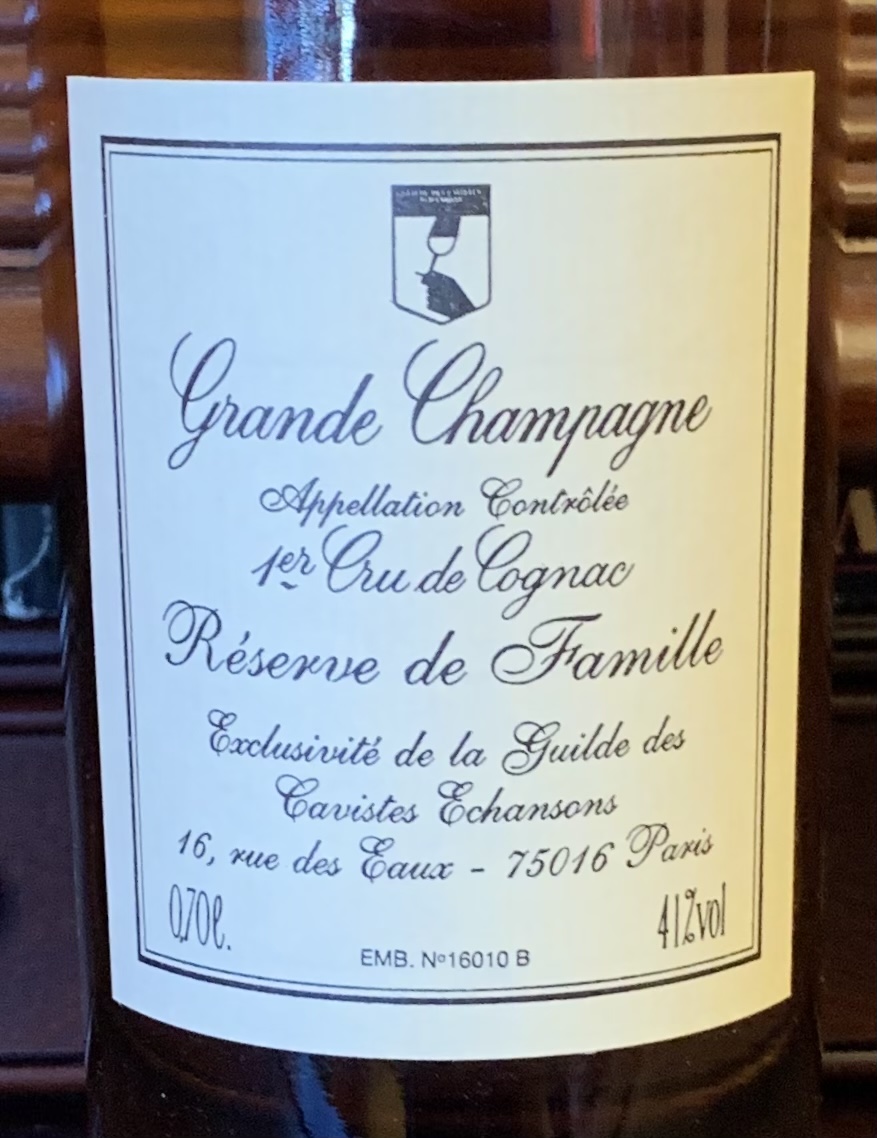 Grande Champagne
Appellation Contrôlée
1er Cru de Cognac
Réserve de Famille
Exclusivité de la Guilde des
Cavistes Echansons
16, rue des Eaux - 75016 Paris
0,70ℓ. 41%vol
EMB. Nº16010 B